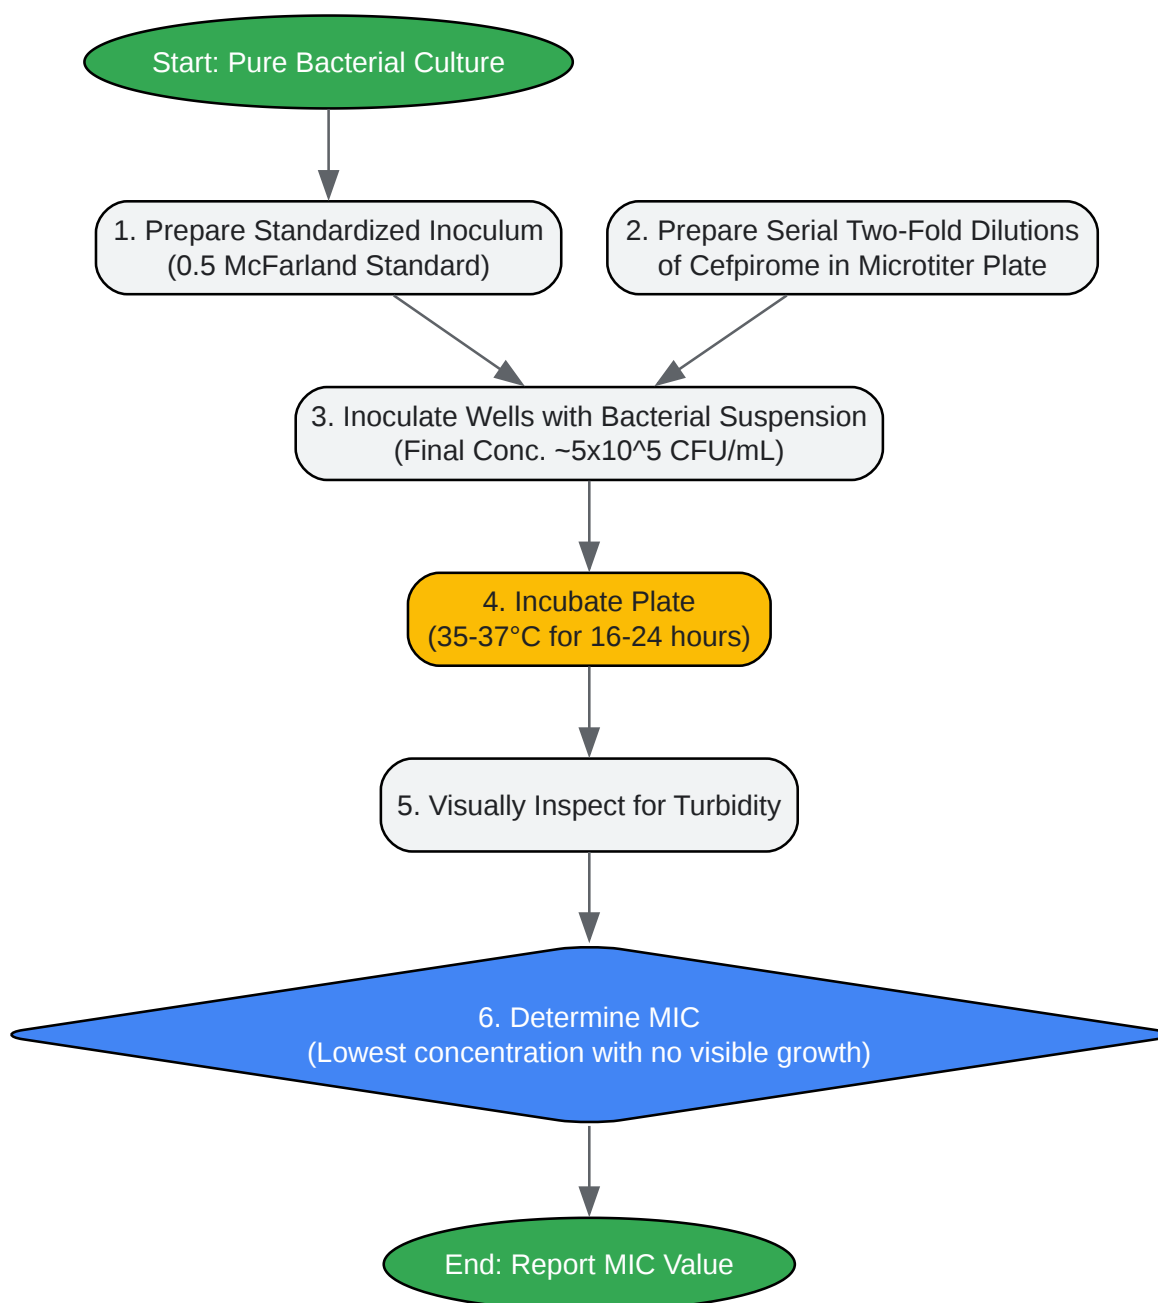 Start: Pure Bacterial Culture
1. Prepare Standardized Inoculum
(0.5 McFarland Standard)
2. Prepare Serial Two-Fold Dilutions
of Cefpirome in Microtiter Plate
3. Inoculate Wells with Bacterial Suspension
(Final Conc. ~5x10^5 CFU/mL)
4. Incubate Plate
(35-37°C for 16-24 hours)
5. Visually Inspect for Turbidity
6. Determine MIC
(Lowest concentration with no visible growth)
End: Report MIC Value